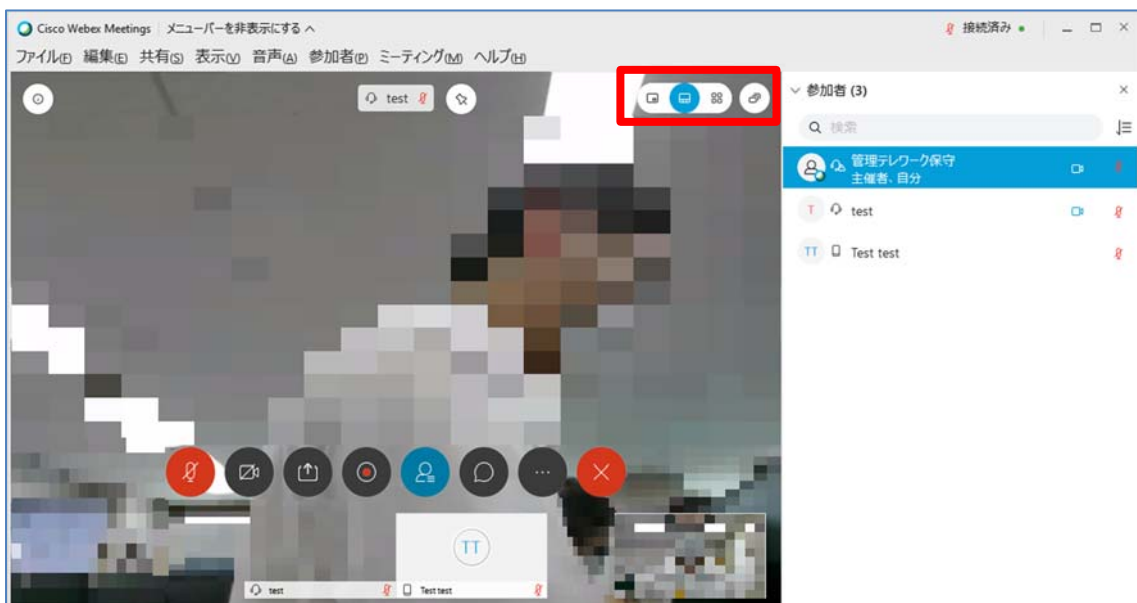 Cisco Webex Meetings メニューバーを非表示にする へ 接続済み
ファイル(F) 編集(E) 共有(S) 表示(V) 音声(A) 参加者(P) ミーティング(M) ヘルプ(H)
test
参加者 (3)
検索
管理テレワーク保守
主催者、自分
T test
TT Test test
TT
test
Test test